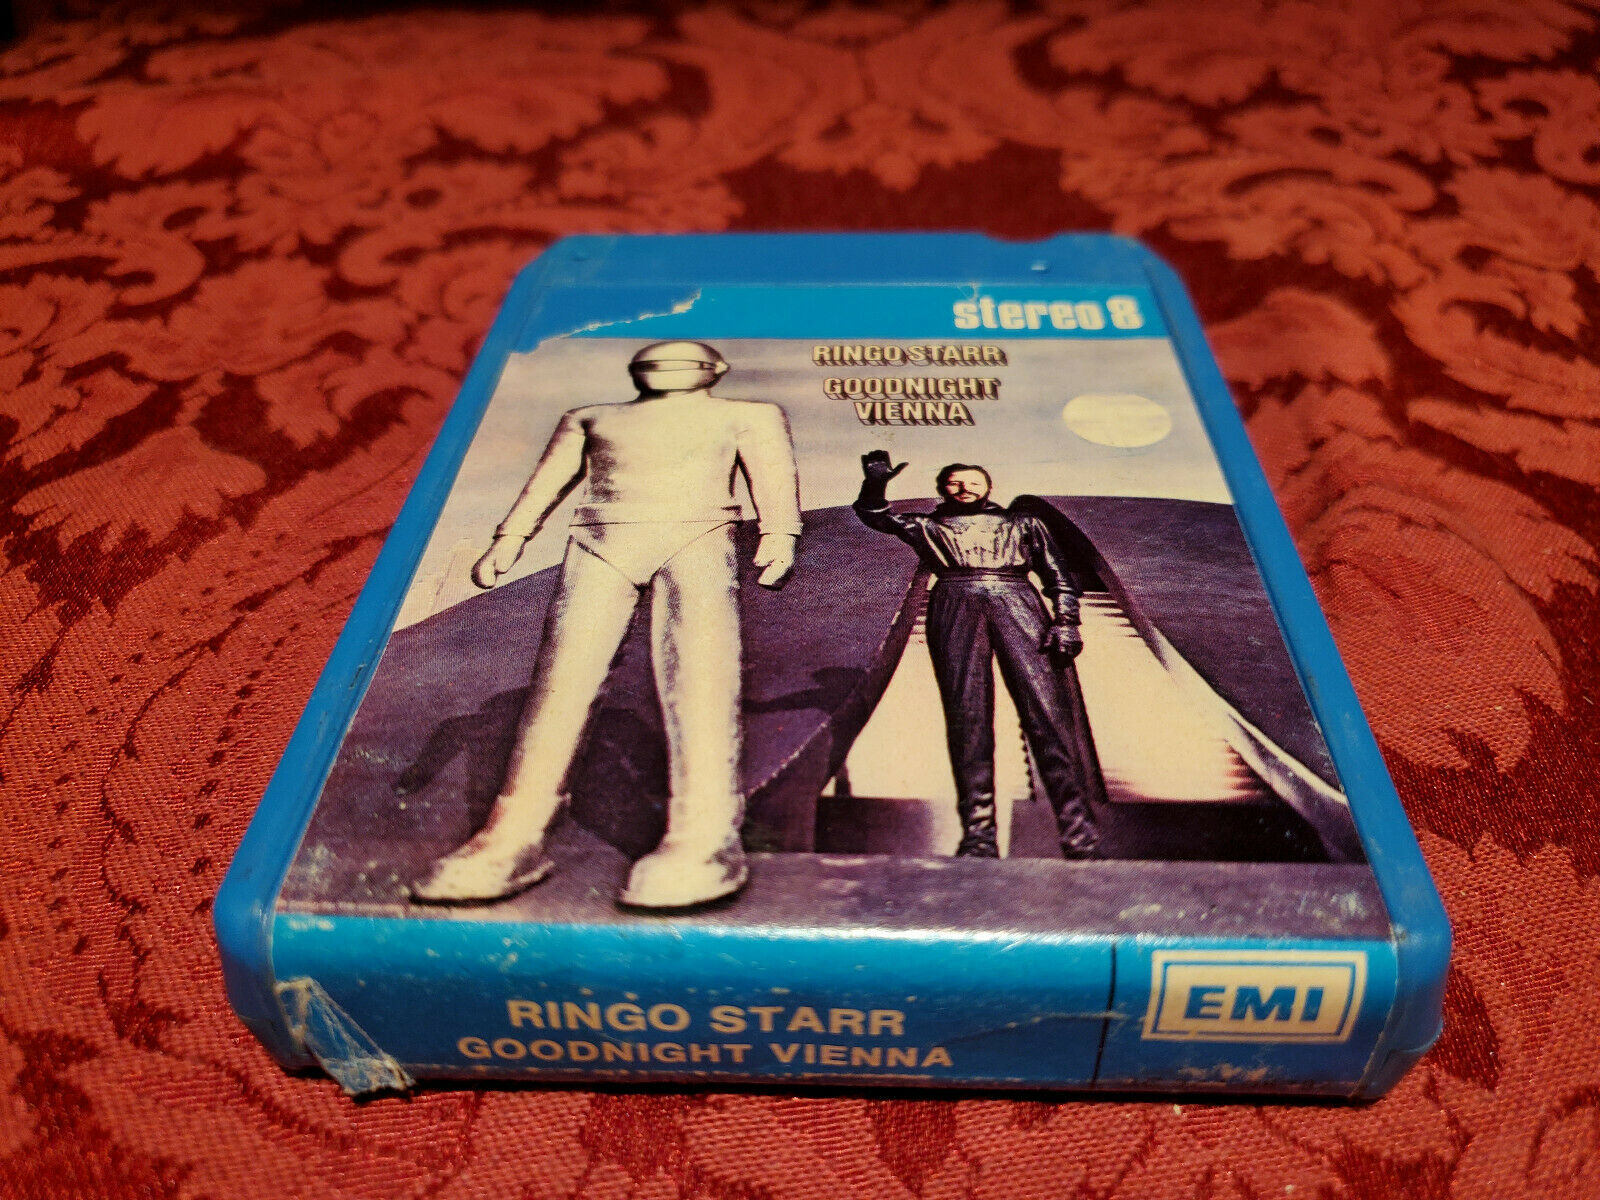 stereo 8
RINGO STARR
GOODNIGHT
VIENNA
RINGO STARR
GOODNIGHT VIENNA
EMI